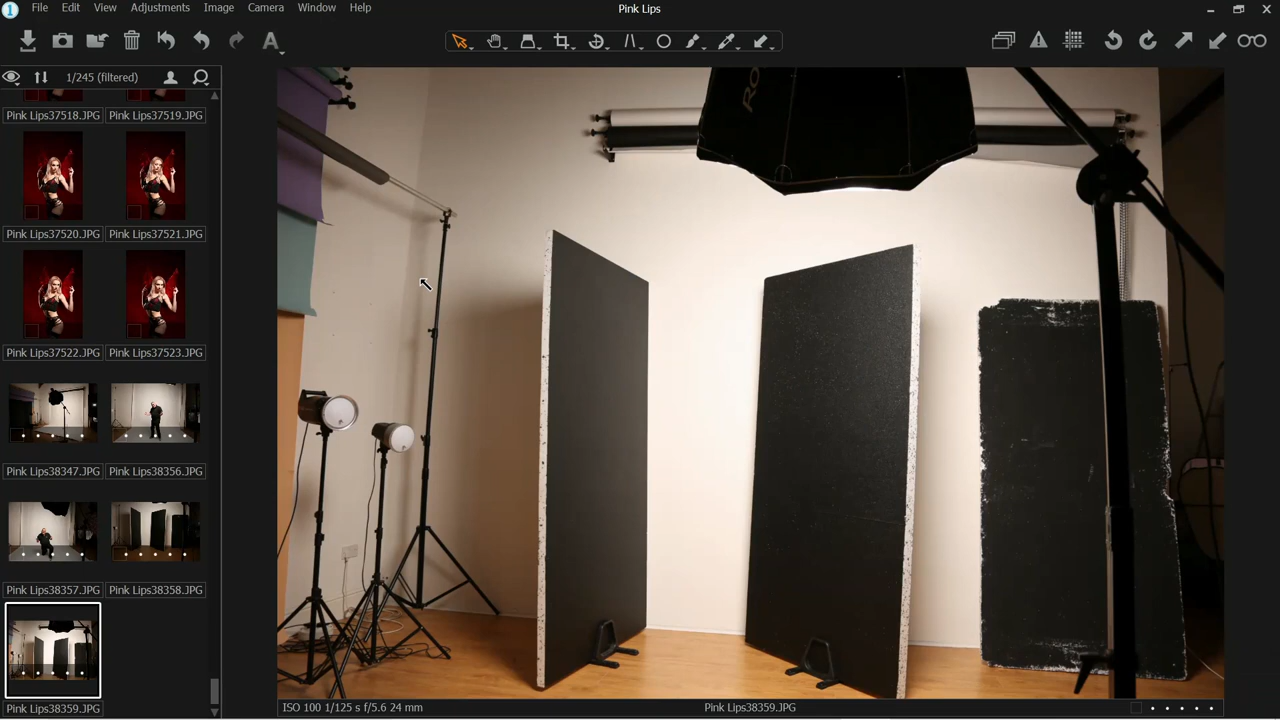 File Edit View Adjustments Image Camera Window Help
Pink Lips
1/245 (filtered)
Pink Lips37518.JPG Pink Lips37519.JPG
Pink Lips37520.JPG Pink Lips37521.JPG
Pink Lips37522.JPG Pink Lips37523.JPG
Pink Lips38347.JPG Pink Lips38356.JPG
Pink Lips38357.JPG Pink Lips38358.JPG
Pink Lips38359.JPG
ISO 100 1/125 s f/5.6 24 mm
Pink Lips38359.JPG